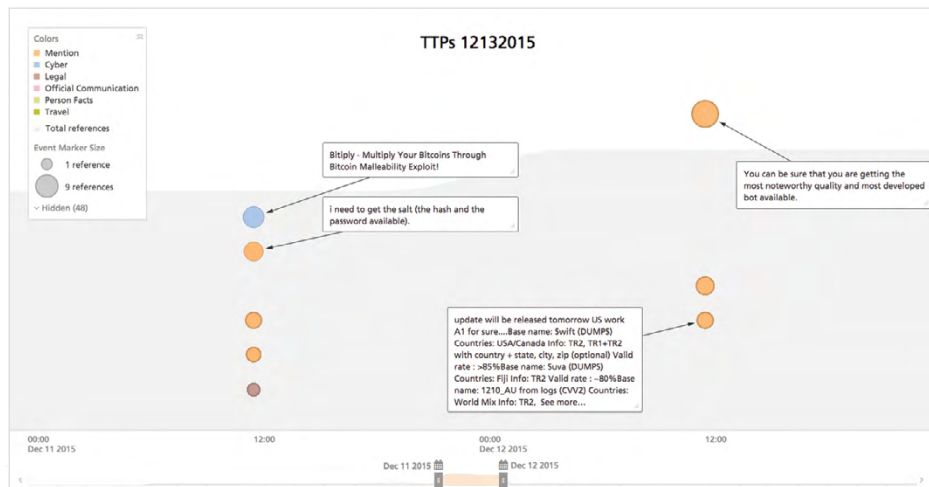 TTPs 12132015
Colors
Mention
Cyber
Legal
Official Communication
Person Facts
Travel
Total references
Event Marker Size
1 reference
9 references
Hidden (48)
Bitiply - Multiply Your Bitcoins Through
Bitcoin Malleability Exploit!
i need to get the salt (the hash and the
password available).
You can be sure that you are getting the
most noteworthy quality and most developed
bot available.
update will be released tomorrow US work
A1 for sure....Base name: Swift (DUMPS)
Countries: USA/Canada Info: TR2, TR1+TR2
with country + state, city, zip (optional) Valid
rate : >85%Base name: Suva (DUMPS)
Countries: Fiji Info: TR2 Valid rate : ~80%Base
name: 1210_AU from logs (CVV2) Countries:
World Mix Info: TR2, See more...
00:00
Dec 11 2015
12:00
00:00
Dec 12 2015
12:00
Dec 11 2015
Dec 12 2015